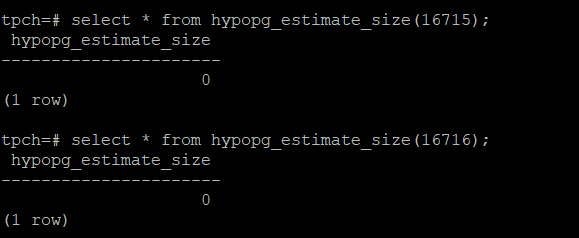 tpch=# select * from hypopg_estimate_size(16715);
 hypopg_estimate_size
----------------------
                    0
(1 row)

tpch=# select * from hypopg_estimate_size(16716);
 hypopg_estimate_size
----------------------
                    0
(1 row)